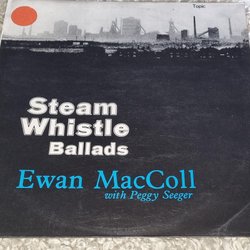 Topic
Steam
Whistle
Ballads
Ewan MacColl
with Peggy Seeger